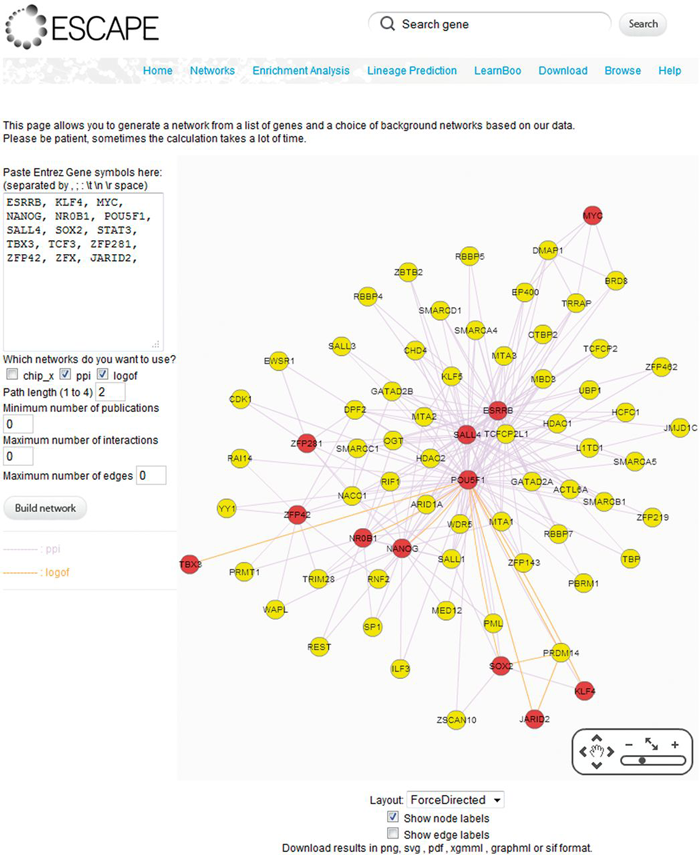 ESCAPE
Search gene
Search
Home Networks Enrichment Analysis Lineage Prediction LearnBoo Download Browse Help
This page allows you to generate a network from a list of genes and a choice of background networks based on our data.
Please be patient, sometimes the calculation takes a lot of time.
Paste Entrez Gene symbols here:
(separated by , ; : \t \n \r space)
ESRRB, KLF4, MYC,
NANOG, NR0B1, POU5F1,
SALL4, SOX2, STAT3,
TBX3, TCF3, ZFP281,
ZFP42, ZFX, JARID2,
Which networks do you want to use?
chip_x ppi logof
Path length (1 to 4) 2
Minimum number of publications
0
Maximum number of interactions
0
Maximum number of edges 0
Build network
: ppi
: logof
MYC
DMAP1
RBBP5
ZBTB2
BRD8
EP400
RBBP4
TRRAP
SMARCD1
SMARCA4
CTBP2
SALL3
CHD4
MTA3
TCFCP2
EWSR1
ZFP462
KLF5
MBD3
GATAD2B
UBP1
CDK1
DPF2
ESRRB
HCFC1
MTA2
HDAC1
JMJD1C
SALL4
TCFCP2L1
ZFP281
OGT
SMARCC1
L1TD1
RAI14
HDAC2
SMARCA5
POU5F1
RIF1
GATAD2A
ACTL6A
NACC1
SMARCB1
YY1
ARID1A
ZFP42
ZFP219
WDR5
MTA1
RBBP7
NR0B1
NANOG
TBX3
SALL1
ZFP143
TBP
PRMT1
TRIM28
RNF2
PBRM1
WAPL
MED12
SP1
PML
REST
PRDM14
ILF3
SOX2
KLF4
ZSCAN10
JARID2
Layout: ForceDirected
Show node labels
Show edge labels
Download results in png, svg , pdf , xgmml , graphml or sif format.